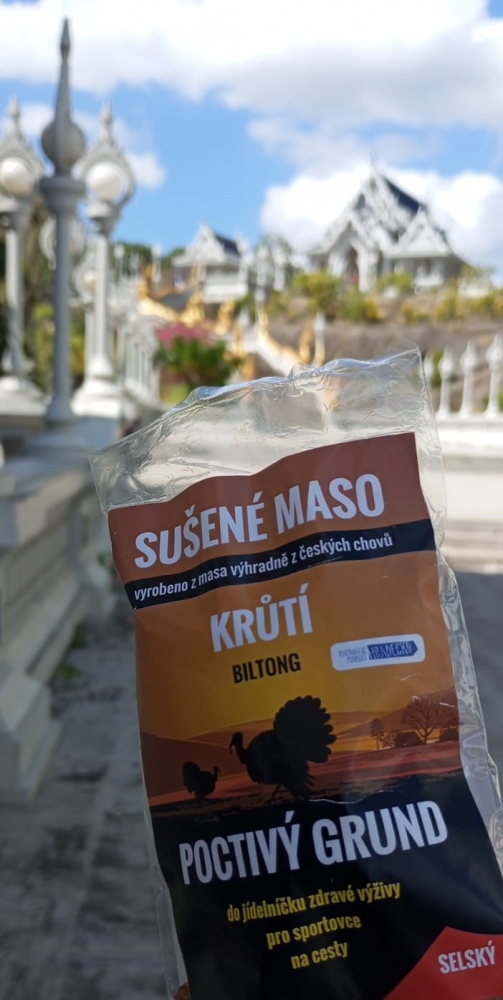 SUŠENÉ MASO
vyrobeno z masa výhradně z českých chovů
KRŮTÍ
BILTONG
HRADECKO
POCTIVÝ GRUND
do jídelníčku zdravé výživy
pro sportovce
na cesty
SELSKÝ